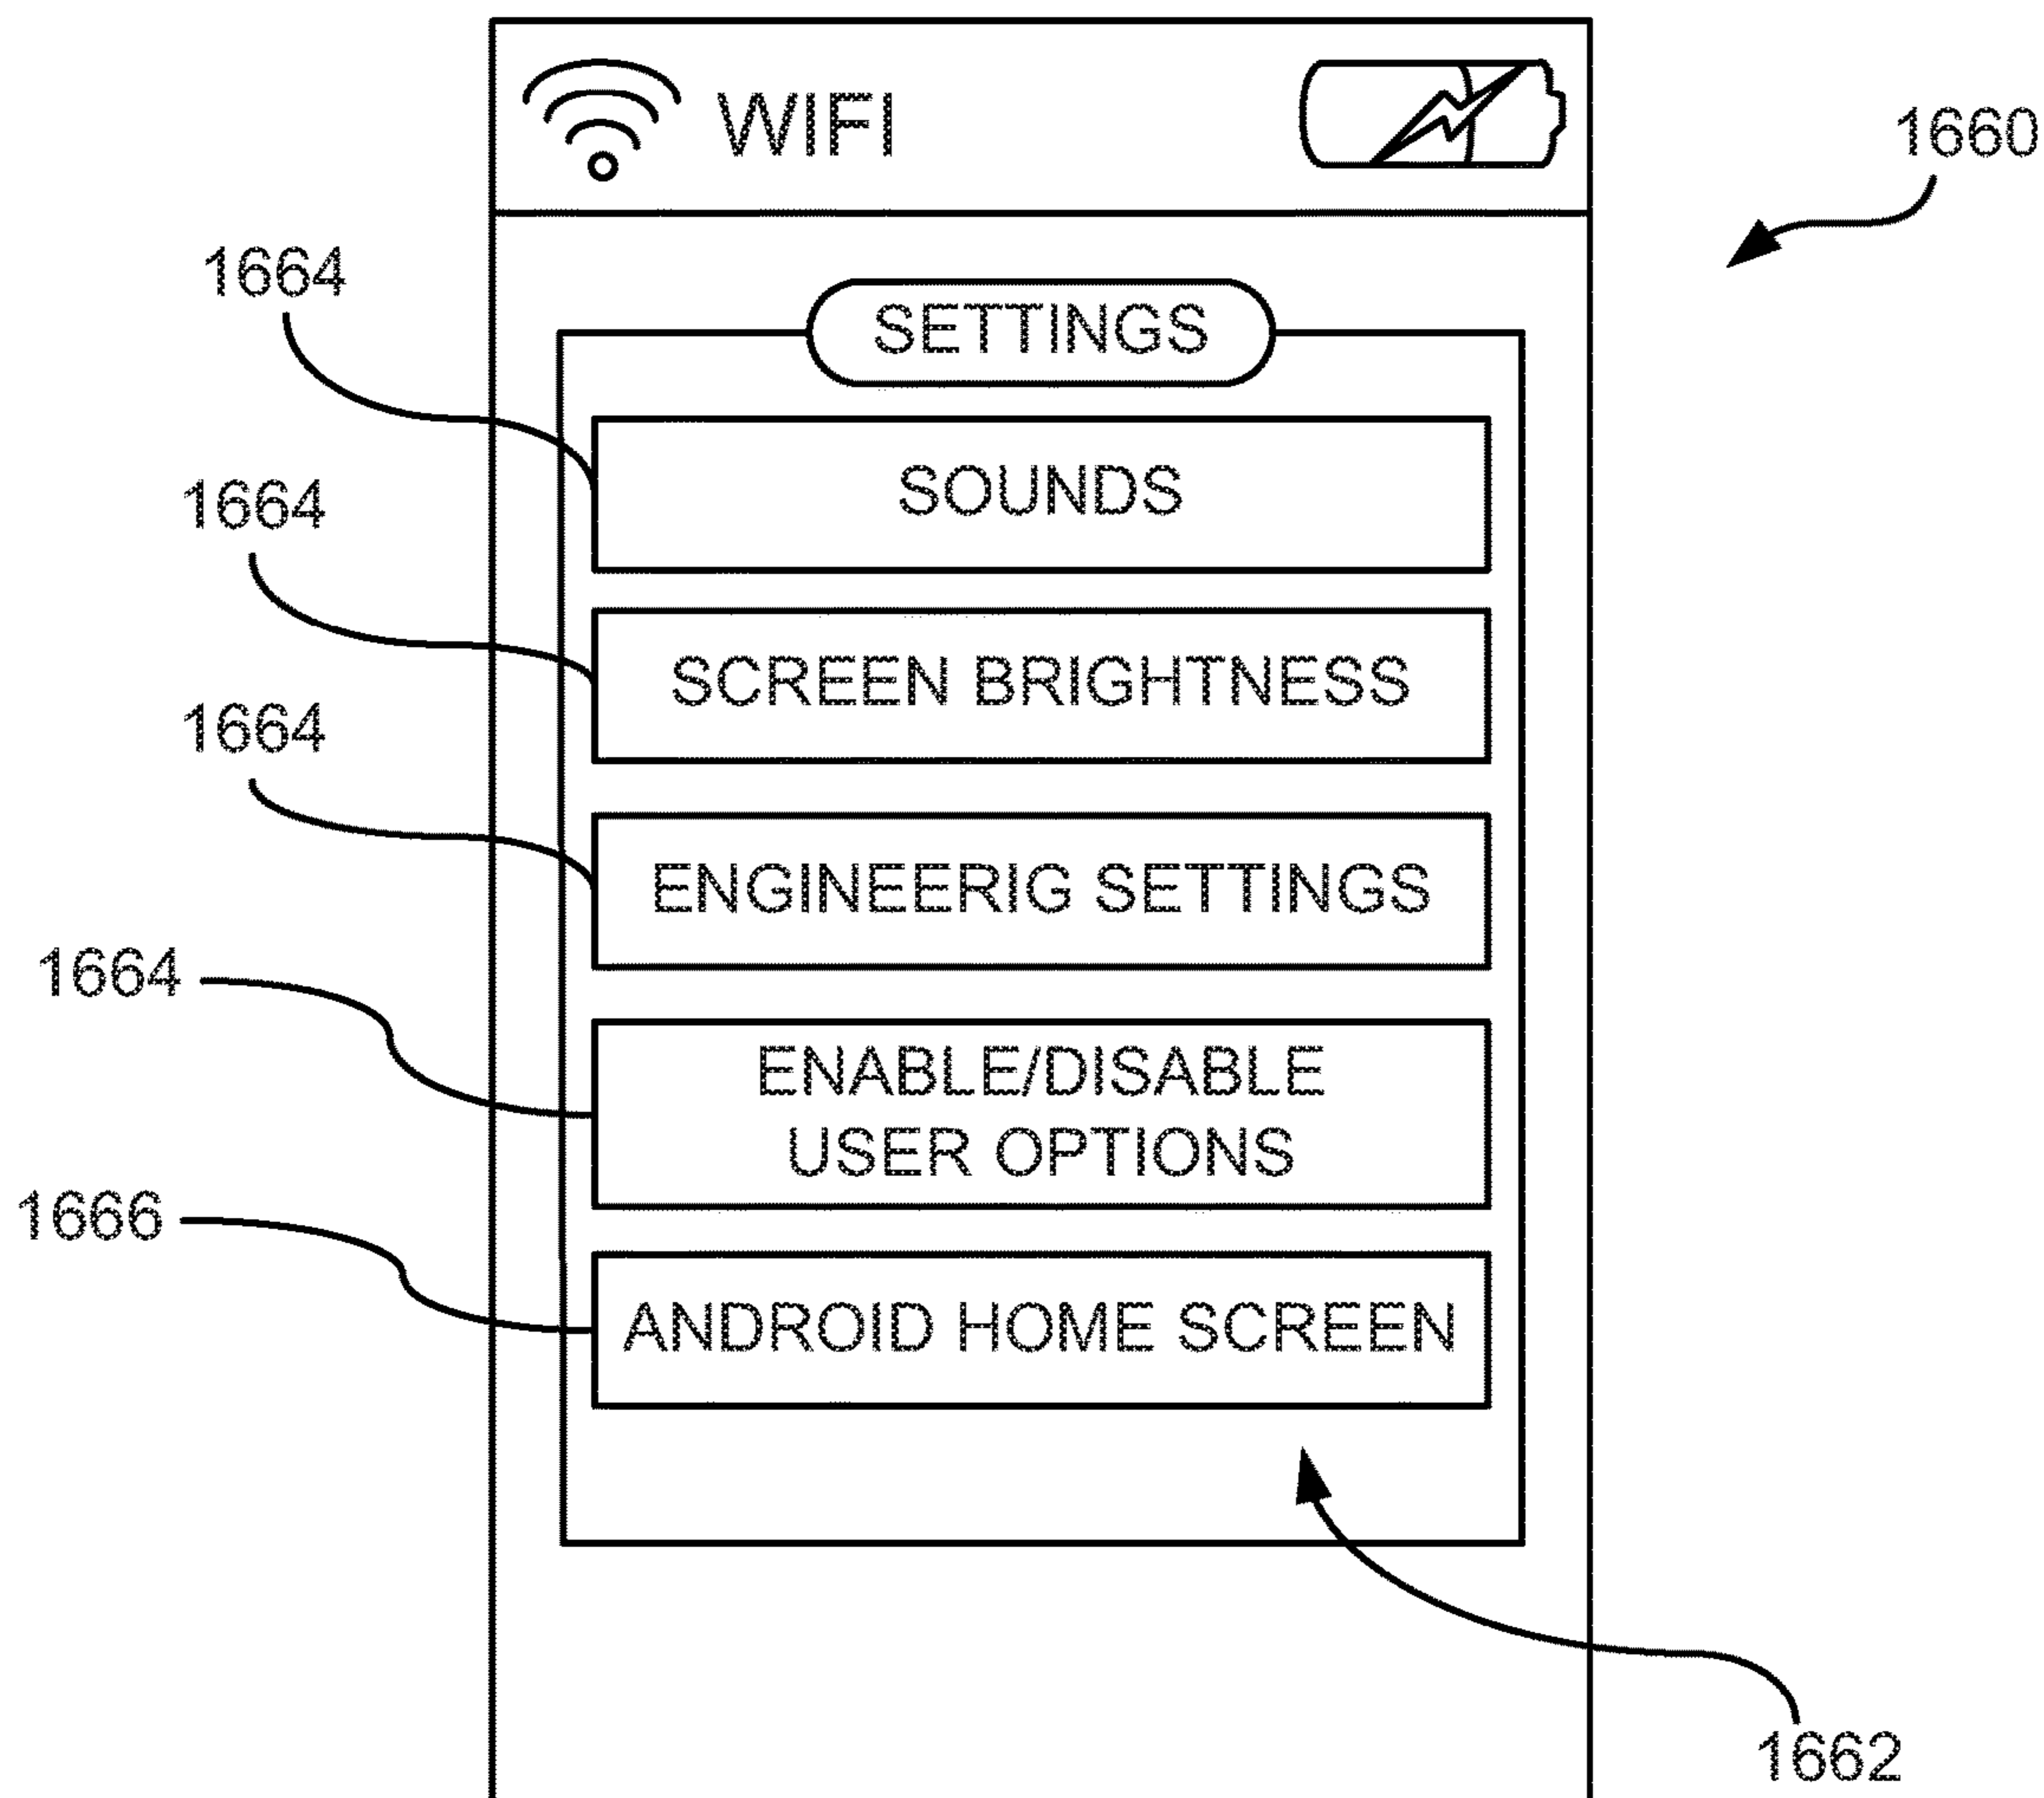 WIFI
1660
1664
SETTINGS
SOUNDS
1664
SCREEN BRIGHTNESS
1664
ENGINEERIG SETTINGS
1664
ENABLE/DISABLE
USER OPTIONS
1666
ANDROID HOME SCREEN
1662